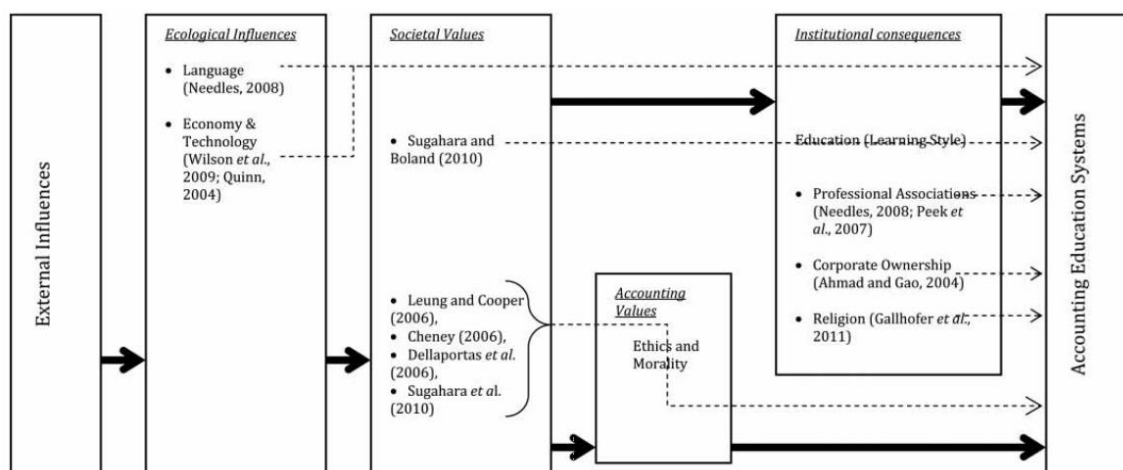 External Influences
Ecological Influences
• Language
(Needles, 2008)
• Economy &
Technology
(Wilson et al.,
2009; Quinn,
2004)
Societal Values
• Sugahara and
Boland (2010)
• Leung and Cooper
(2006),
• Cheney (2006),
• Dellaportas et al.
(2006),
• Sugahara et al.
(2010)
Accounting
Values
Ethics and
Morality
Institutional consequences
Education (Learning Style)
• Professional Associations
(Needles, 2008; Peek et
al., 2007)
• Corporate Ownership
(Ahmad and Gao, 2004)
• Religion (Gallhofer et al.,
2011)
Accounting Education Systems